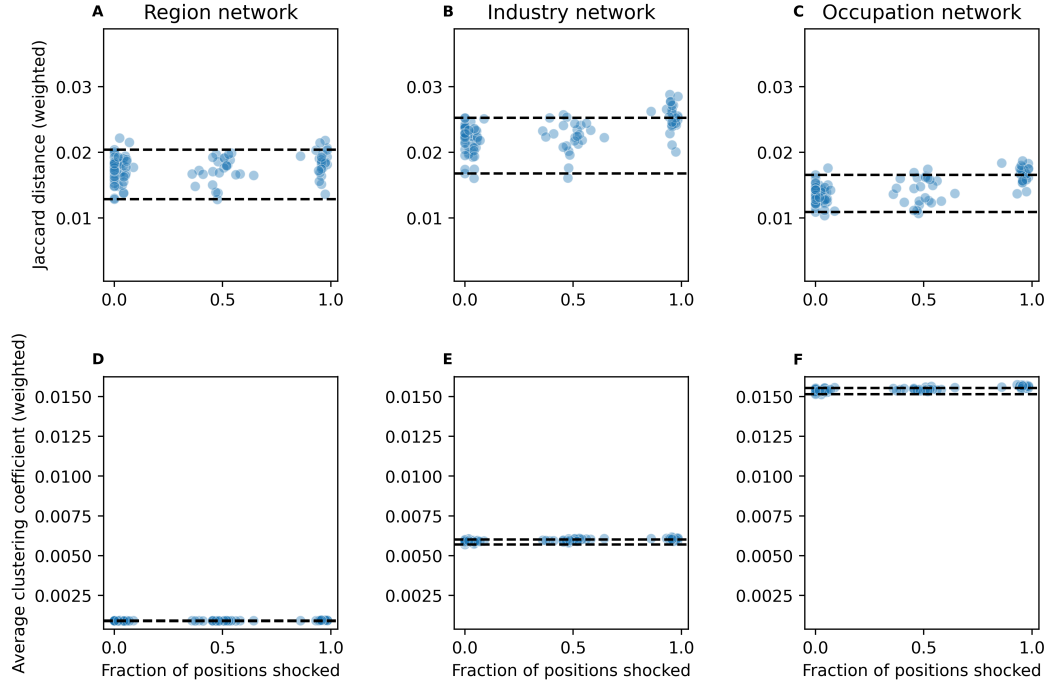 A Region network
B Industry network
C Occupation network
Jaccard distance (weighted)
0.03
0.02
0.01
0.0 0.5 1.0
0.03
0.02
0.01
0.0 0.5 1.0
0.03
0.02
0.01
0.0 0.5 1.0
D
E
F
Average clustering coefficient (weighted)
0.0150
0.0125
0.0100
0.0075
0.0050
0.0025
0.0 0.5 1.0
Fraction of positions shocked
0.0150
0.0125
0.0100
0.0075
0.0050
0.0025
0.0 0.5 1.0
Fraction of positions shocked
0.0150
0.0125
0.0100
0.0075
0.0050
0.0025
0.0 0.5 1.0
Fraction of positions shocked